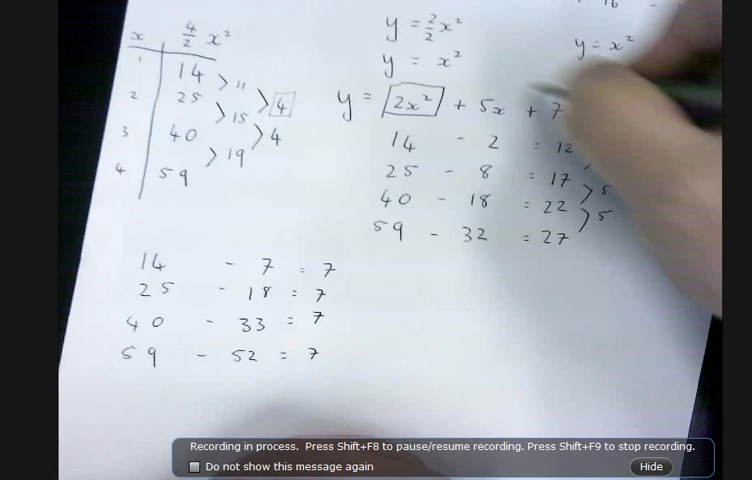 x 4/2 x²
1 14 > 11
2 25 > 15 > 4
3 40 > 19 > 4
4 59
y = 2/2 x²
y = x²
16 -
y = x²
y = 2x² + 5x + 7
14 - 2 = 12
25 - 8 = 17 > 5
40 - 18 = 22 > 5
59 - 32 = 27
14 - 7 = 7
25 - 18 = 7
40 - 33 = 7
59 - 52 = 7
Recording in process. Press Shift+F8 to pause/resume recording. Press Shift+F9 to stop recording.
Do not show this message again
Hide